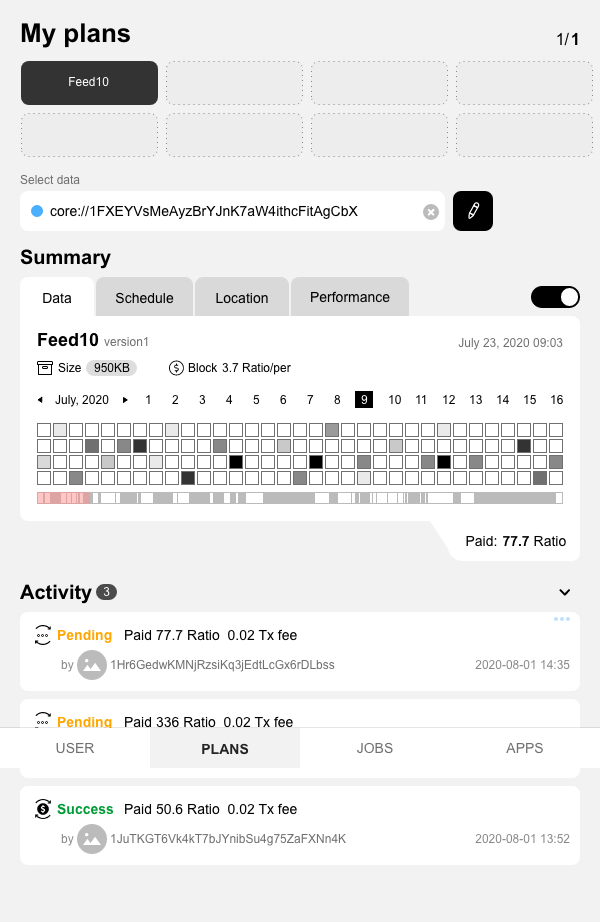 My plans
1/1
Feed10
Select data
core://1FXEYVsMeAyzBrYJnK7aW4ithcFitAgCbX
Summary
Data Schedule Location Performance
Feed10 version1 July 23, 2020 09:03
Size 950KB Block 3.7 Ratio/per
July, 2020 1 2 3 4 5 6 7 8 9 10 11 12 13 14 15 16
Paid: 77.7 Ratio
Activity 3
Pending Paid 77.7 Ratio 0.02 Tx fee
by 1Hr6GedwKMNjRzsiKq3jEdtLcGx6rDLbss 2020-08-01 14:35
Pending Paid 336 Ratio 0.02 Tx fee
USER PLANS JOBS APPS
Success Paid 50.6 Ratio 0.02 Tx fee
by 1JuTKGT6Vk4kT7bJYnibSu4g75ZaFXNn4K 2020-08-01 13:52